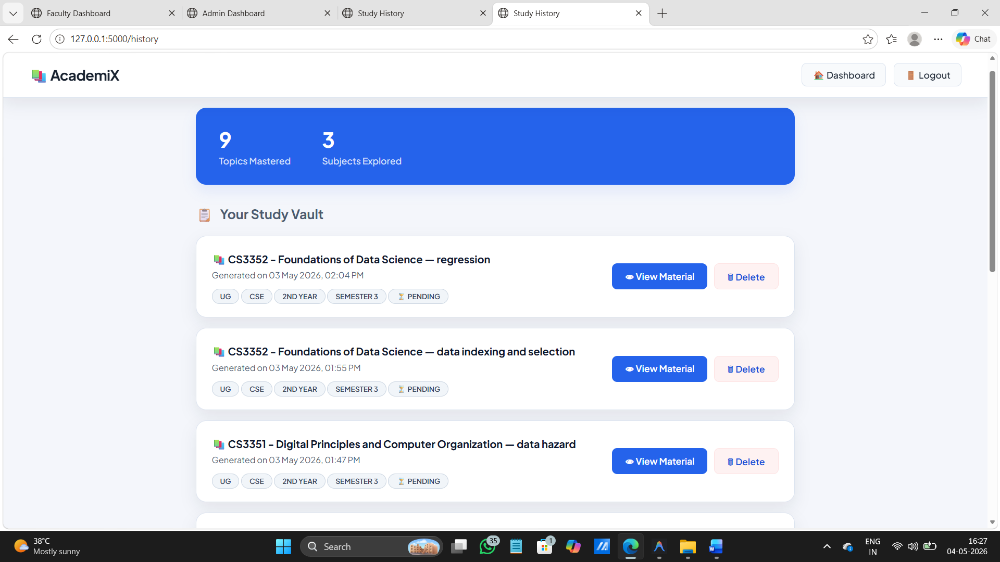 Faculty Dashboard
Admin Dashboard
Study History
Study History
127.0.0.1:5000/history
Chat
AcademiX
Dashboard
Logout
9
Topics Mastered
3
Subjects Explored
Your Study Vault
CS3352 - Foundations of Data Science — regression
Generated on 03 May 2026, 02:04 PM
UG CSE 2ND YEAR SEMESTER 3 PENDING
View Material
Delete
CS3352 - Foundations of Data Science — data indexing and selection
Generated on 03 May 2026, 01:55 PM
UG CSE 2ND YEAR SEMESTER 3 PENDING
View Material
Delete
CS3351 - Digital Principles and Computer Organization — data hazard
Generated on 03 May 2026, 01:47 PM
UG CSE 2ND YEAR SEMESTER 3 PENDING
View Material
Delete
38°C
Mostly sunny
Search
35
1
W
ENG
IN
16:27
04-05-2026